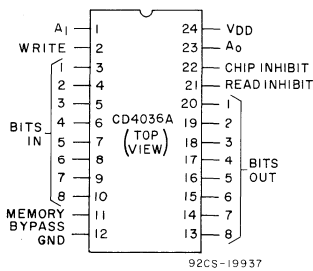 A1 1 24 VDD
WRITE 2 23 A0
1 3 22 CHIP INHIBIT
2 4 21 READ INHIBIT
3 5 20 1
4 6 CD4036A 19 2
BITS IN 5 7 (TOP VIEW) 18 3
6 8 17 4 BITS OUT
7 9 16 5
8 10 15 6
MEMORY BYPASS 11 14 7
GND 12 13 8
92CS-19937